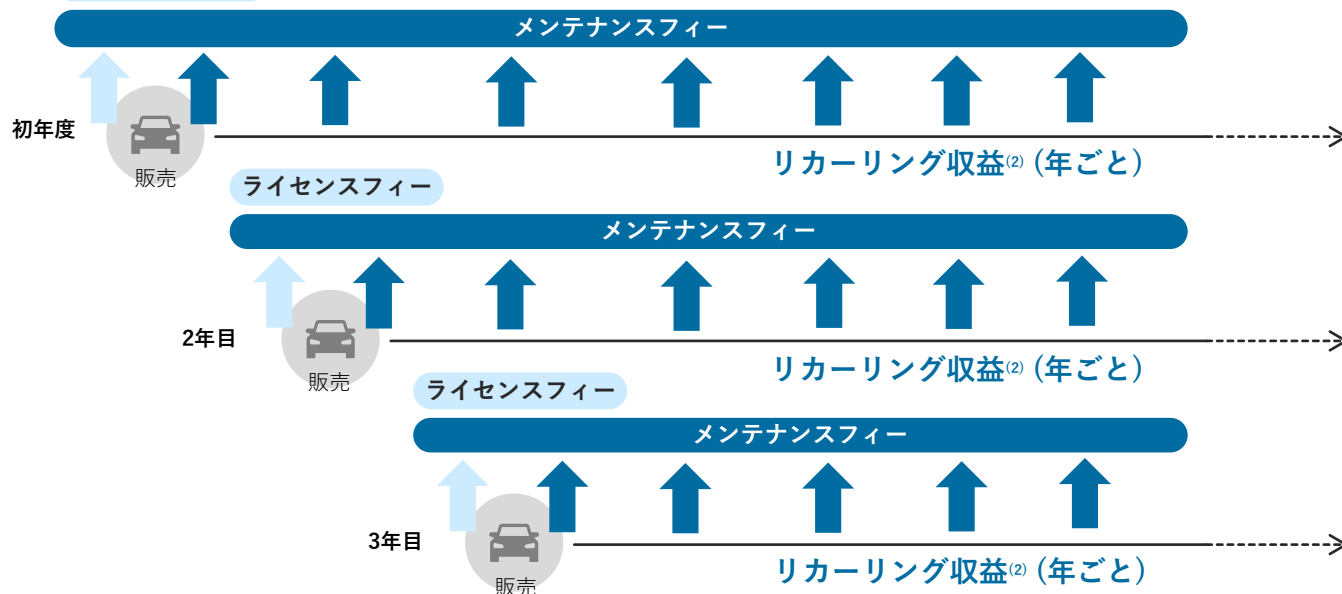 メンテナンスフィー
初年度
販売
リカーリング収益(2) (年ごと)
ライセンスフィー
メンテナンスフィー
2年目
販売
リカーリング収益(2) (年ごと)
ライセンスフィー
メンテナンスフィー
3年目
販売
リカーリング収益(2) (年ごと)